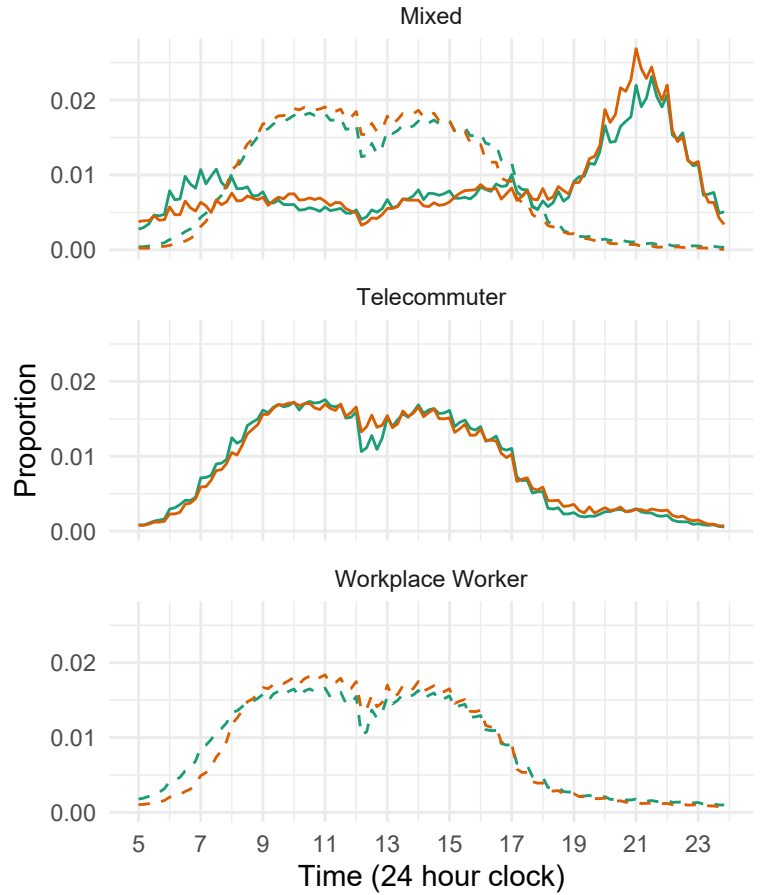 Mixed
0.02
0.01
0.00
Telecommuter
0.02
0.01
0.00
Proportion
Workplace Worker
0.02
0.01
0.00
5 7 9 11 13 15 17 19 21 23
Time (24 hour clock)